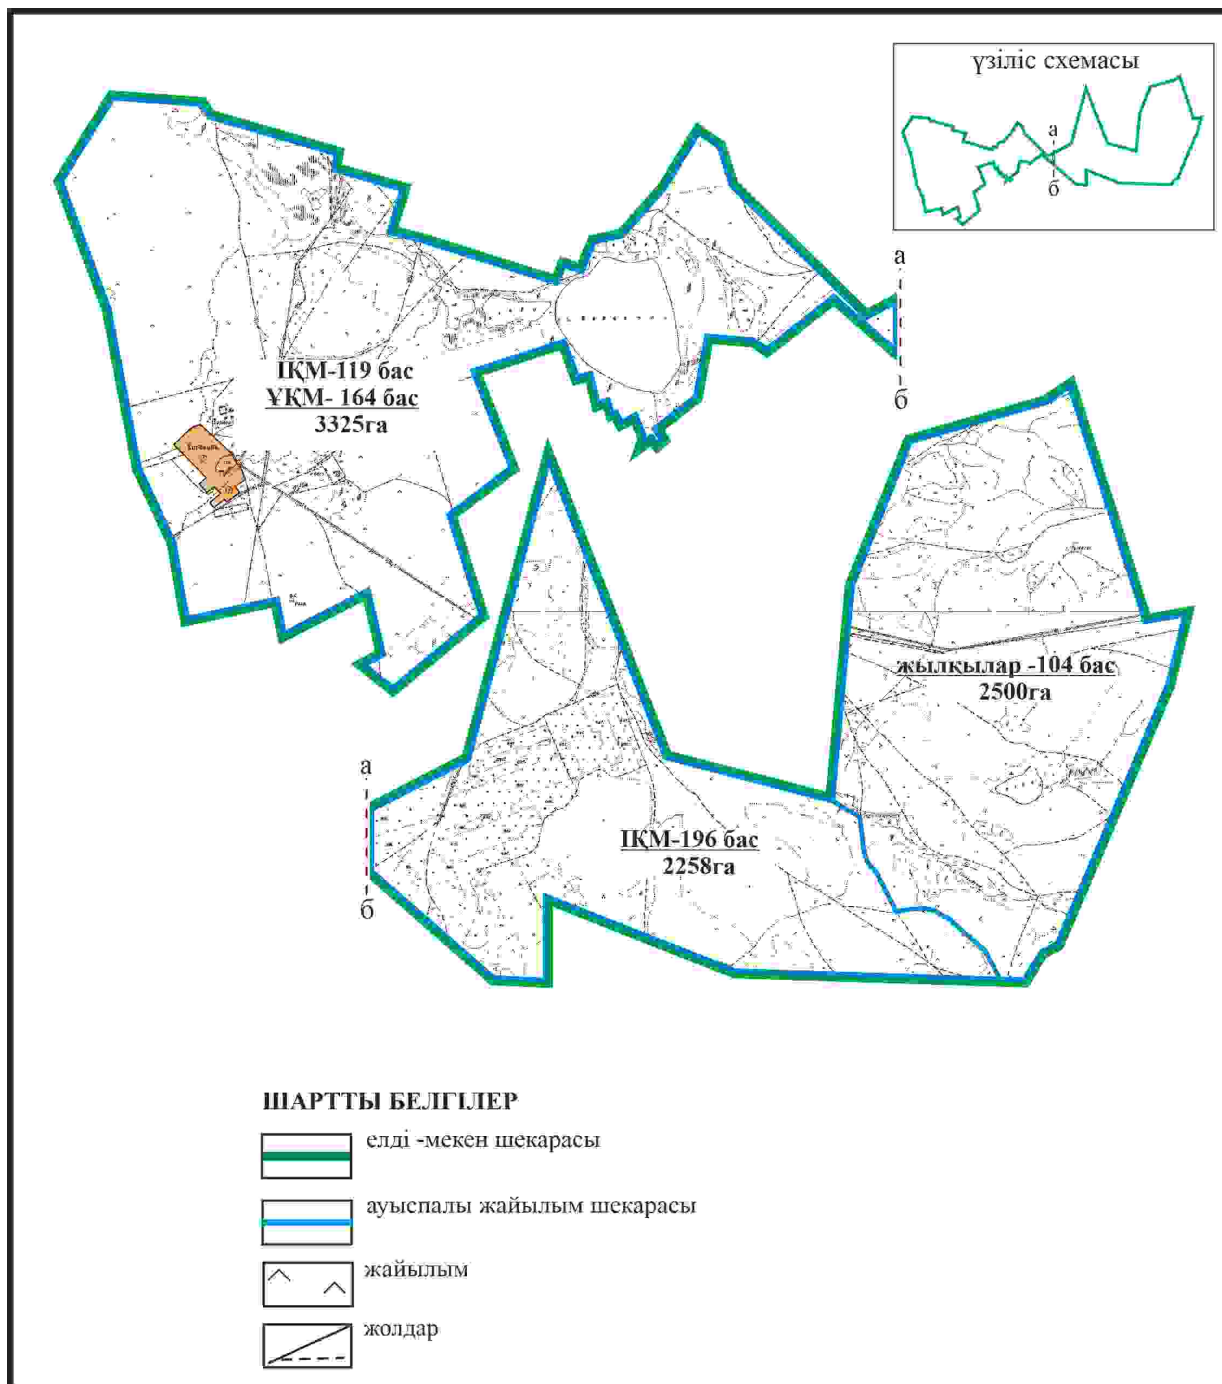 үзіліс схемасы
а
б
а
б
ІҚМ-119 бас
ҰҚМ- 164 бас
3325га
жылқылар -104 бас
2500га
а
б
ІҚМ-196 бас
2258га
ШАРТТЫ БЕЛГІЛЕР
елді -мекен шекарасы
ауыспалы жайылым шекарасы
жайылым
жолдар